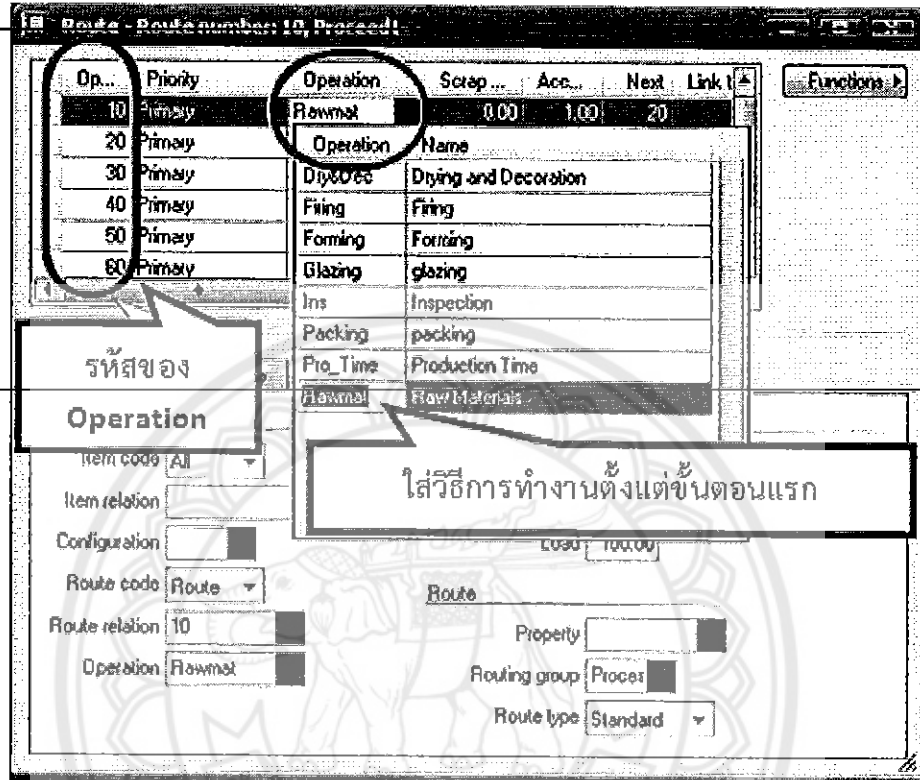 Route - Route number: 10, Proceed!
Op... Priority Operation Scrap ... Acc... Next Link t
Functions
10 Primary Rawmat 0.00 1.00 20
20 Primary Operation Name
30 Primary Dry&Dec Drying and Decoration
40 Primary Firing Firing
50 Primary Forming Forming
60 Primary Glazing glazing
Ins Inspection
Packing packing
Pro_Time Production Time
Rawmat Raw Materials
รหัสของ
Operation
ใส่วิธีการทำงานตั้งแต่ขั้นตอนแรก
Item code All
Item relation
Configuration
Load 100.00
Route code Route
Route
Route relation 10
Property
Operation Rawmat
Routing group Proces
Route type Standard